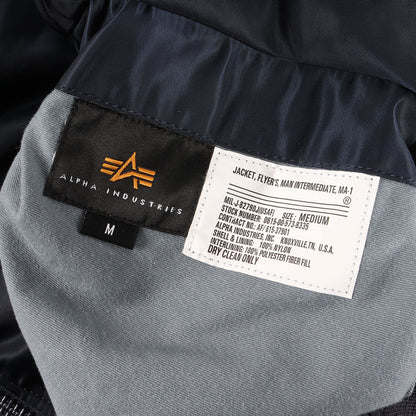 ALPHA INDUSTRIES
M
JACKET, FLYER'S, MAN INTERMEDIATE, MA-1
®
MIL-J-8279G(USAF) SIZE: MEDIUM
STOCK NUMBER: 8415-00-573-8335
CONTRACT NO.: AF/615-37901
ALPHA INDUSTRIES, INC. KNOXVILLE, TN. U.S.A.
SHELL & LINING: 100% NYLON
INTERLINING: 100% POLYESTER FIBER FILL
DRY CLEAN ONLY